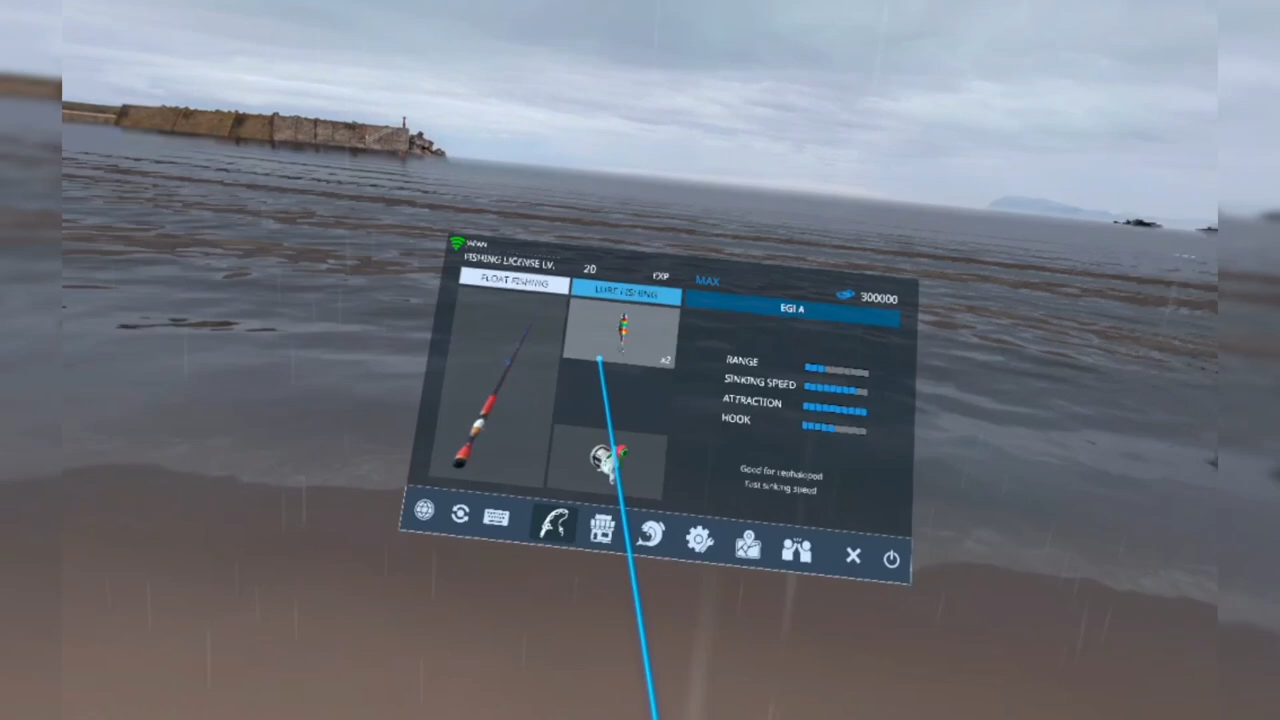 JAPAN
FISHING LICENSE LV. 20 EXP MAX 300000
FLOAT FISHING LURE FISHING EGI A
x2
RANGE
SINKING SPEED
ATTRACTION
HOOK
Good for cephalopod
Fast sinking speed